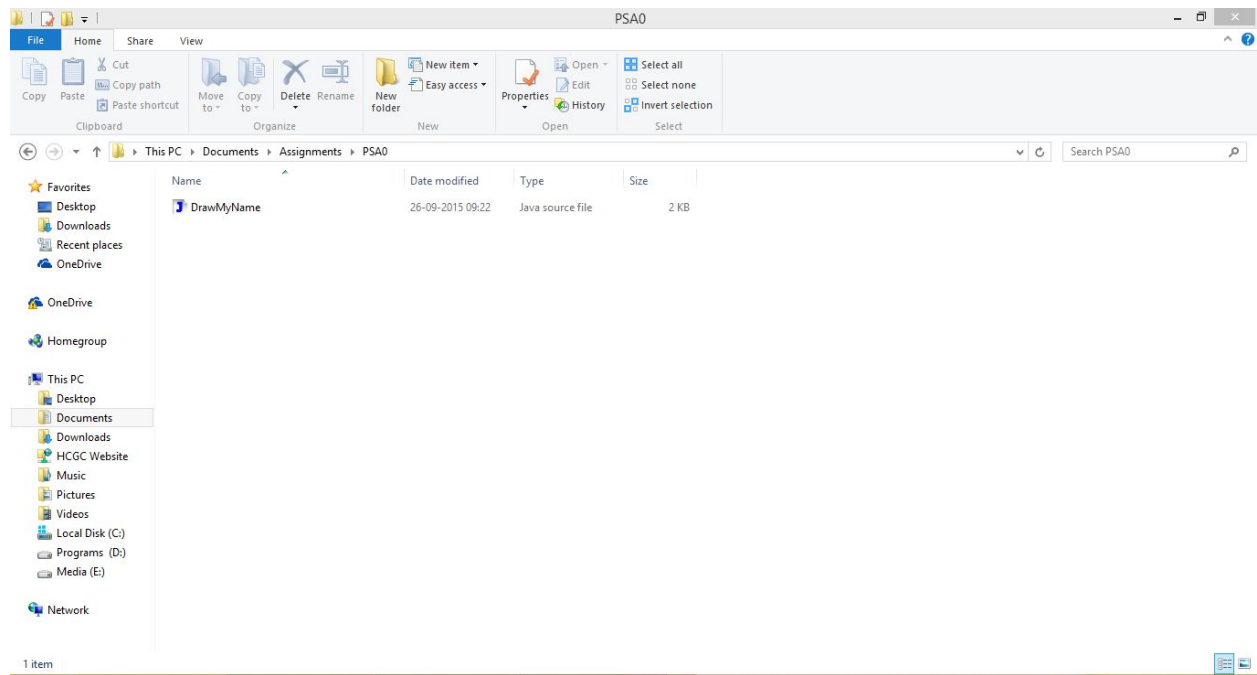 PSA0
File Home Share View
Copy
Paste
Cut
Copy path
Paste shortcut
Clipboard
Move to
Copy to
Delete
Rename
Organize
New folder
New item
Easy access
New
Properties
Open
Edit
History
Open
Select all
Select none
Invert selection
Select
This PC Documents Assignments PSA0
Search PSA0
Name Date modified Type Size
DrawMyName 26-09-2015 09:22 Java source file 2 KB
Favorites
Desktop
Downloads
Recent places
OneDrive
OneDrive
Homegroup
This PC
Desktop
Documents
Downloads
HCGC Website
Music
Pictures
Videos
Local Disk (C:)
Programs (D:)
Media (E:)
Network
1 item